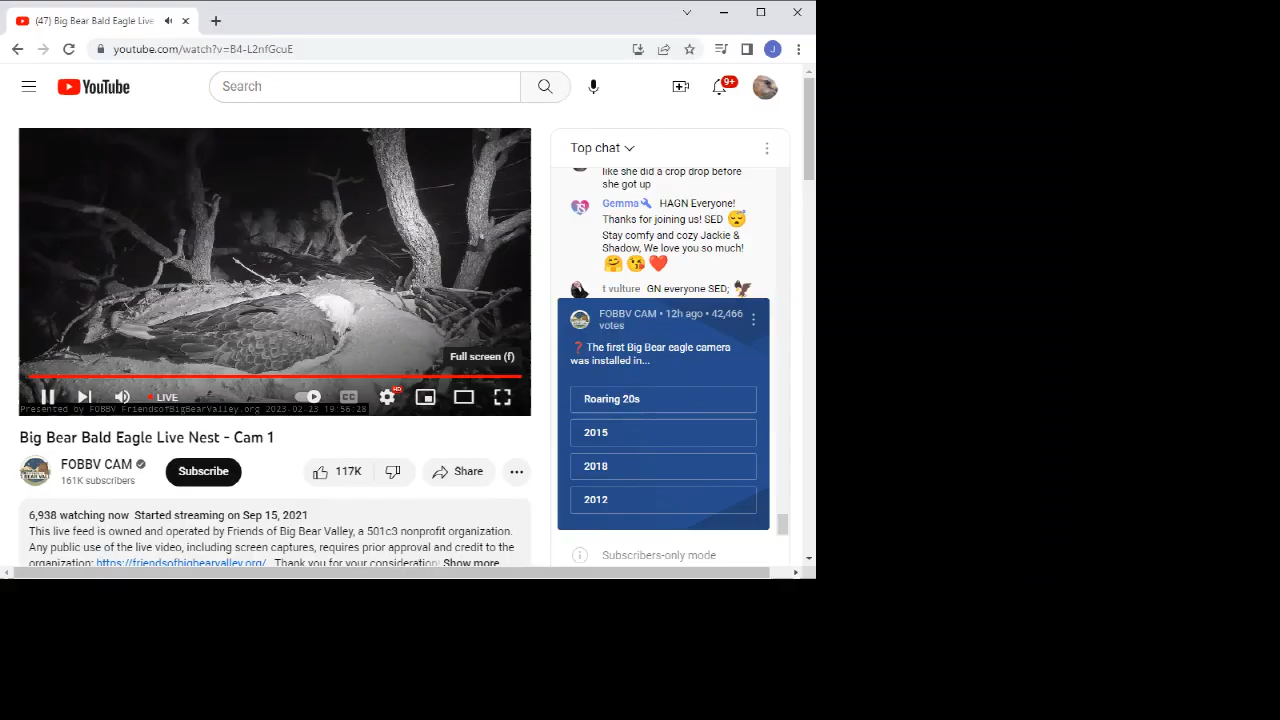 (47) Big Bear Bald Eagle Live
youtube.com/watch?v=B4-L2nfGcuE
J
YouTube
Search
9+
Full screen (f)
LIVE
CC
HD
Presented by FOBBV FriendsofBigBearValley.org 2023-02-23 19:56:28
Big Bear Bald Eagle Live Nest - Cam 1
FOBBV CAM
161K subscribers
Subscribe
117K
Share
6,938 watching now Started streaming on Sep 15, 2021
This live feed is owned and operated by Friends of Big Bear Valley, a 501c3 nonprofit organization.
Any public use of the live video, including screen captures, requires prior approval and credit to the
organization: https://friendsofbigbearvalley.org/ . Thank you for your consideration! Show more
Top chat
like she did a crop drop before
she got up
Gemma HAGN Everyone!
Thanks for joining us! SED 😴
Stay comfy and cozy Jackie &
Shadow, We love you so much!
🤗😘❤️
t vulture GN everyone SED;
FOBBV CAM • 12h ago • 42,466
votes
❓The first Big Bear eagle camera
was installed in...
Roaring 20s
2015
2018
2012
Subscribers-only mode